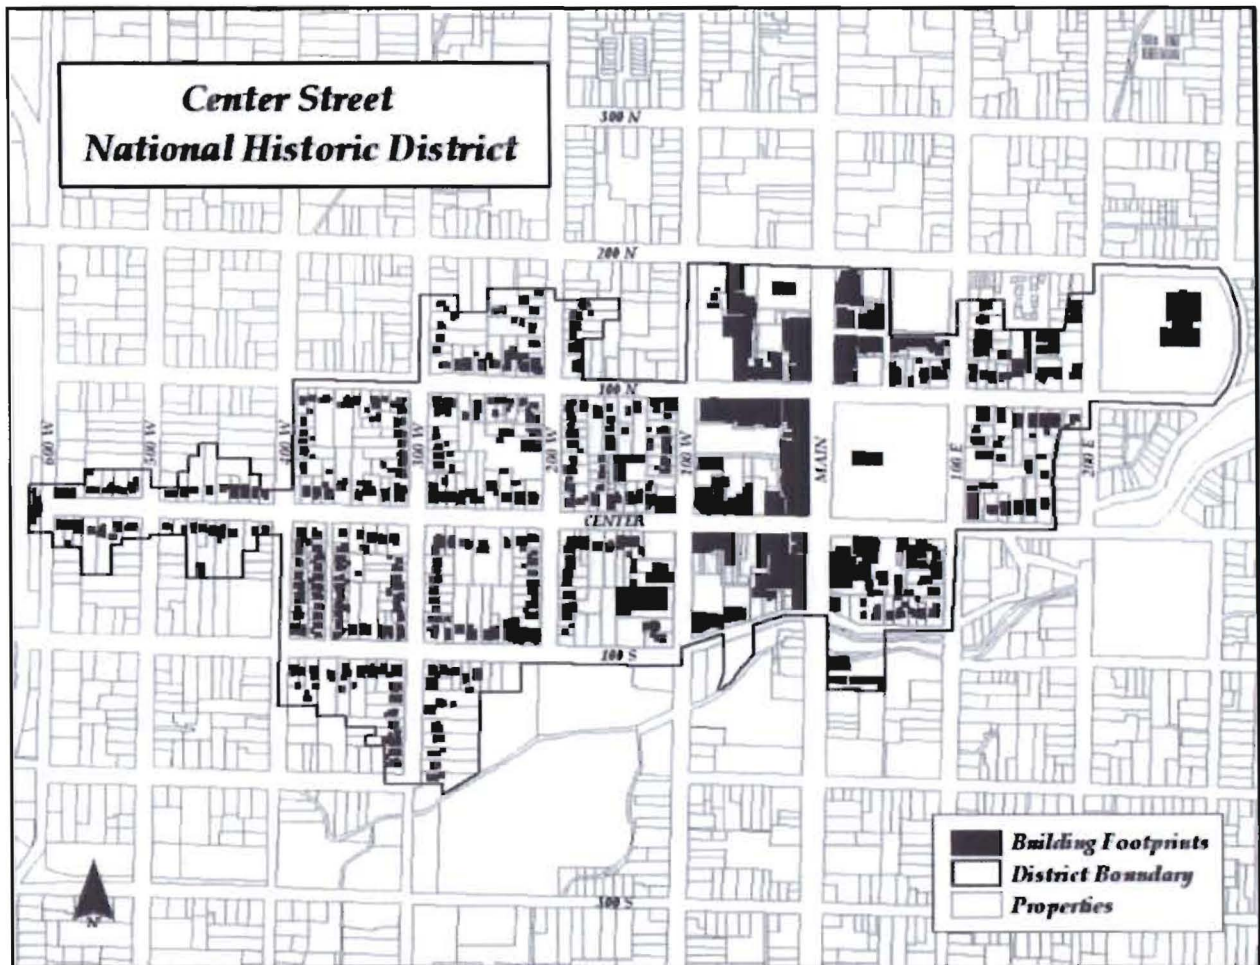 Center Street
National Historic District
300 N
200 N
100 N
600 W
500 W
400 W
300 W
200 W
100 W
MAIN
100 E
200 E
CENTER
100 S
300 S
N
Building Footprints
District Boundary
Properties